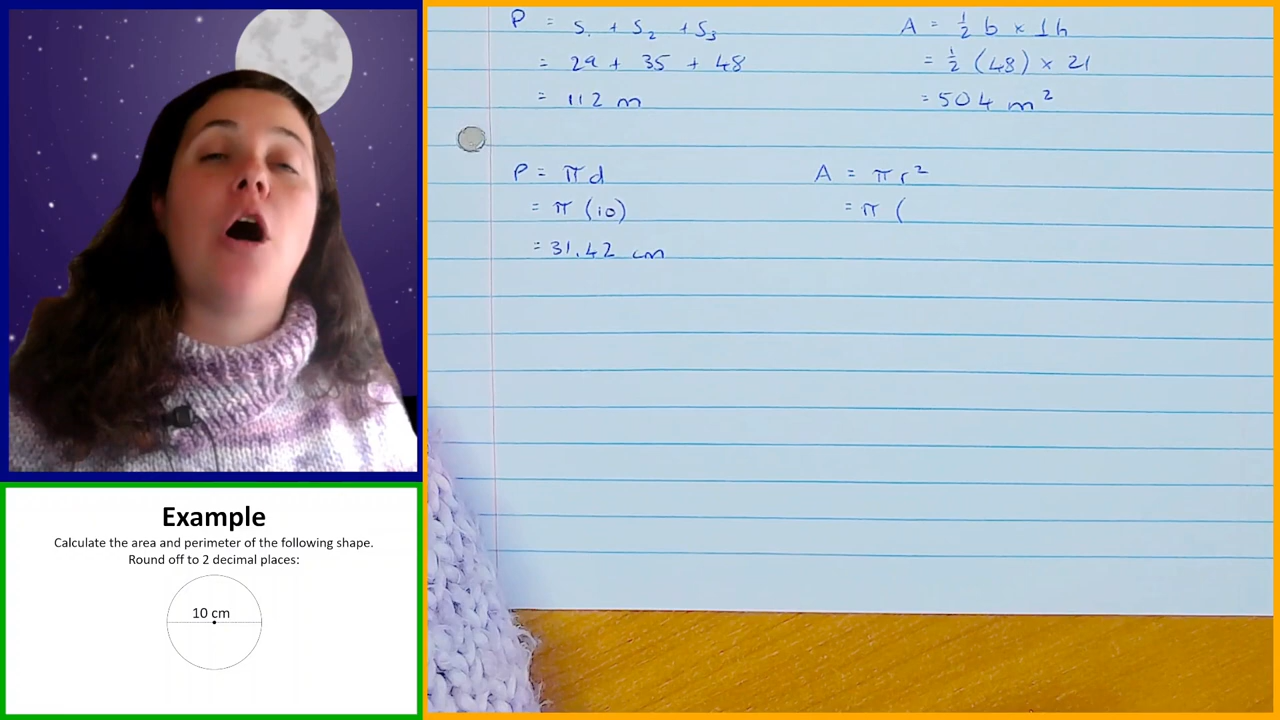 P = S₁ + S₂ + S₃
= 29 + 35 + 48
= 112 m
A = ½ b × ⊥h
= ½ (48) × 21
= 504 m²
P = πd
= π (10)
= 31.42 cm
A = πr²
= π (
Example
Calculate the area and perimeter of the following shape.
Round off to 2 decimal places:
10 cm